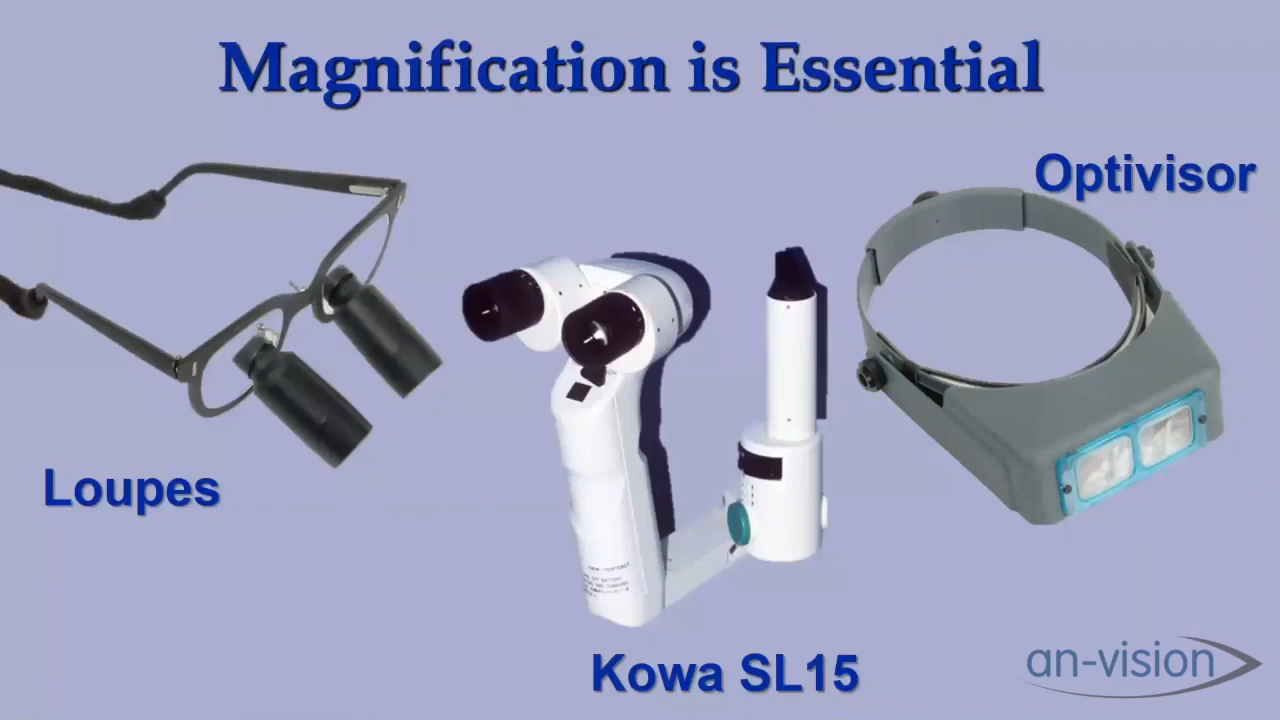 Magnification is Essential
Optivisor
Loupes
Kowa SL15
an-vision